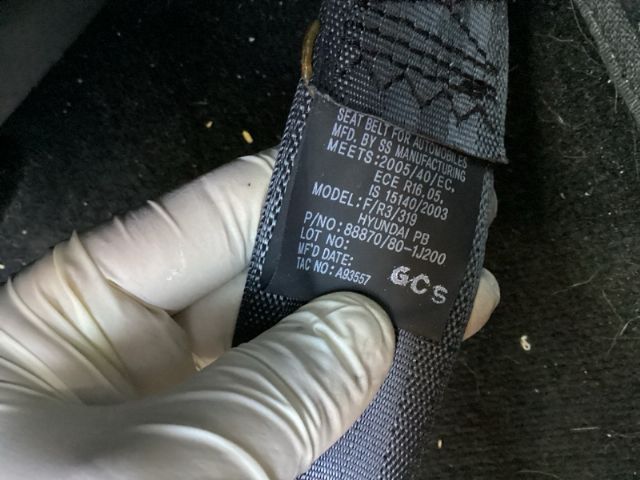 SEAT BELT FOR AUTOMOBILES
MFD. BY SS MANUFACTURING
MEETS:2005/40/EC.
ECE R16.05.
IS 15140/2003
MODEL:F/R3/319
HYUNDAI PB
P/NO:88870/80-1J200
LOT NO:
MF'D DATE:
TAC NO:A93557
GCS